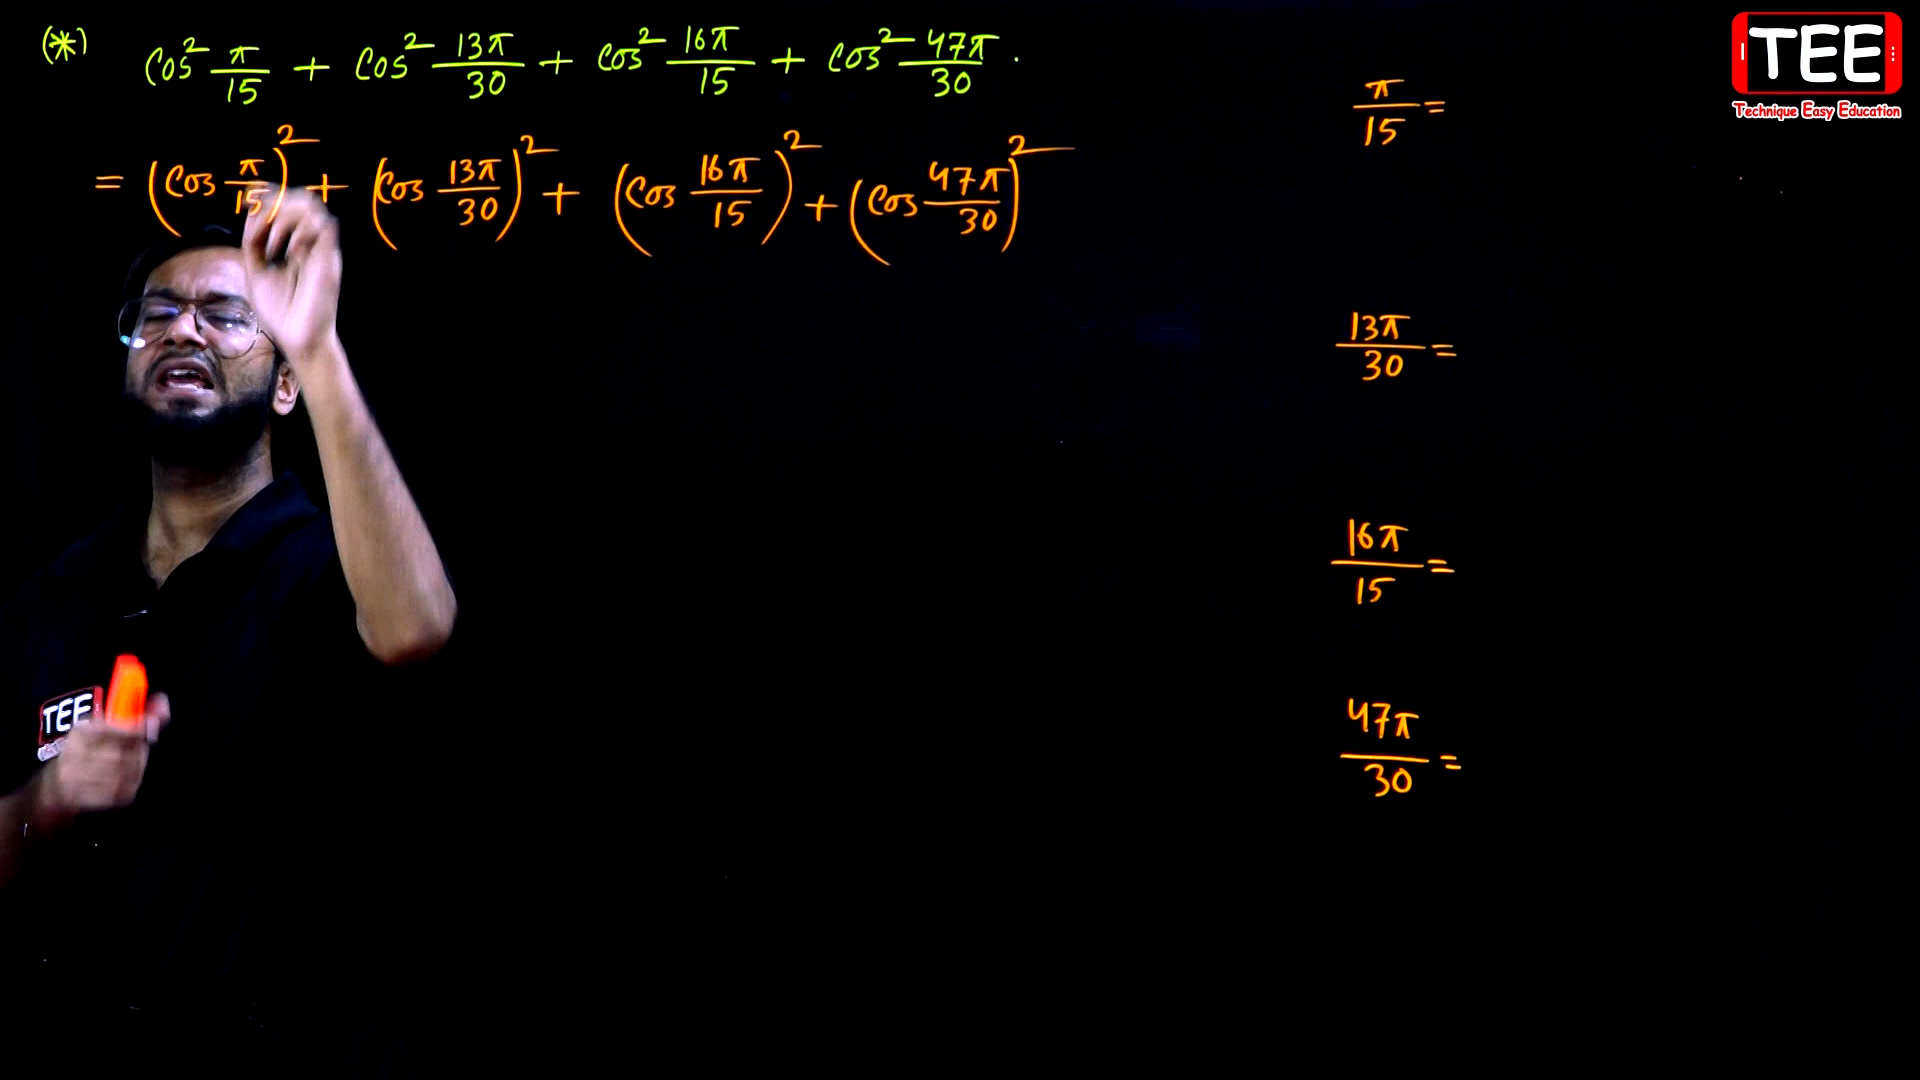 (*) cos² π/15 + cos² 13π/30 + cos² 16π/15 + cos² 47π/30 .
= (cos π/15)² + (cos 13π/30)² + (cos 16π/15)² + (cos 47π/30)²
π/15 =
13π/30 =
16π/15 =
47π/30 =
TEE
Technique Easy Education
TEE